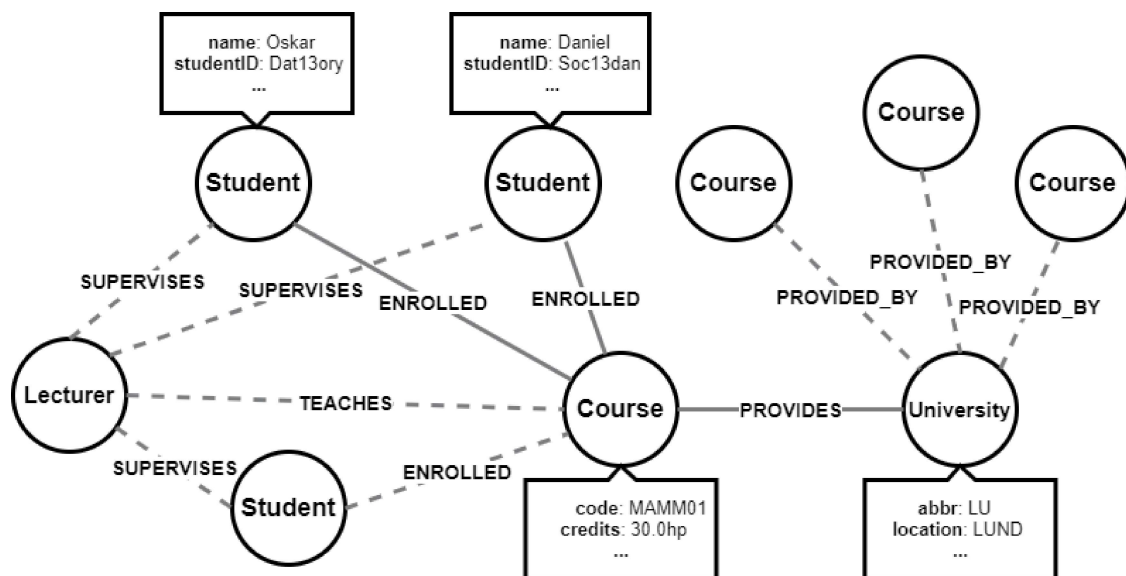 name: Oskar
studentID: Dat13ory
...
name: Daniel
studentID: Soc13dan
...
Course
Student
Student
Course
Course
SUPERVISES
SUPERVISES
ENROLLED
ENROLLED
PROVIDED_BY
PROVIDED_BY
PROVIDED_BY
Lecturer
TEACHES
Course
PROVIDES
University
SUPERVISES
ENROLLED
Student
code: MAMM01
credits: 30.0hp
...
abbr: LU
location: LUND
...